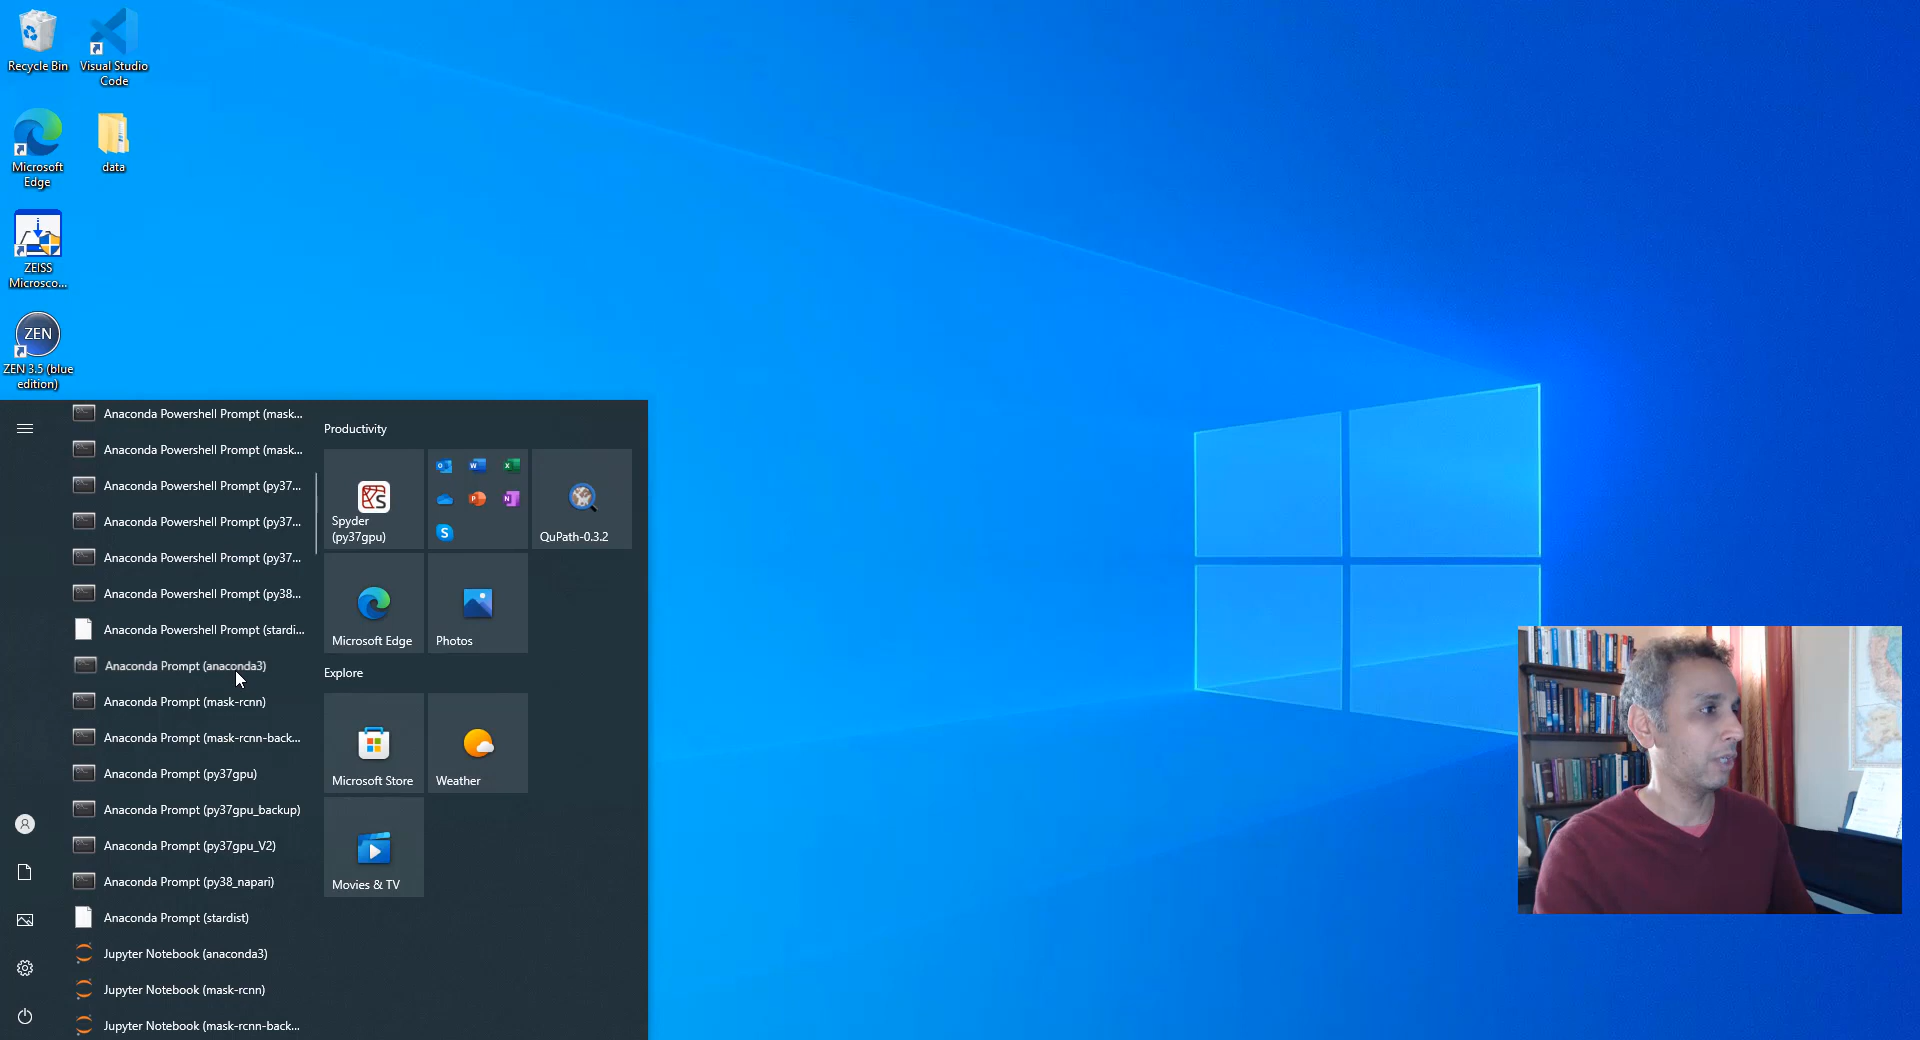 Recycle Bin
Visual Studio
Code
Microsoft
Edge
data
ZEISS
Microsco...
ZEN
ZEN 3.5 (blue
edition)
Anaconda Powershell Prompt (mask...
Anaconda Powershell Prompt (mask...
Anaconda Powershell Prompt (py37...
Anaconda Powershell Prompt (py37...
Anaconda Powershell Prompt (py37...
Anaconda Powershell Prompt (py38...
Anaconda Powershell Prompt (stardi...
Anaconda Prompt (anaconda3)
Anaconda Prompt (mask-rcnn)
Anaconda Prompt (mask-rcnn-back...
Anaconda Prompt (py37gpu)
Anaconda Prompt (py37gpu_backup)
Anaconda Prompt (py37gpu_V2)
Anaconda Prompt (py38_napari)
Anaconda Prompt (stardist)
Jupyter Notebook (anaconda3)
Jupyter Notebook (mask-rcnn)
Jupyter Notebook (mask-rcnn-back...
Productivity
Spyder
(py37gpu)
QuPath-0.3.2
Microsoft Edge
Photos
Explore
Microsoft Store
Weather
Movies & TV